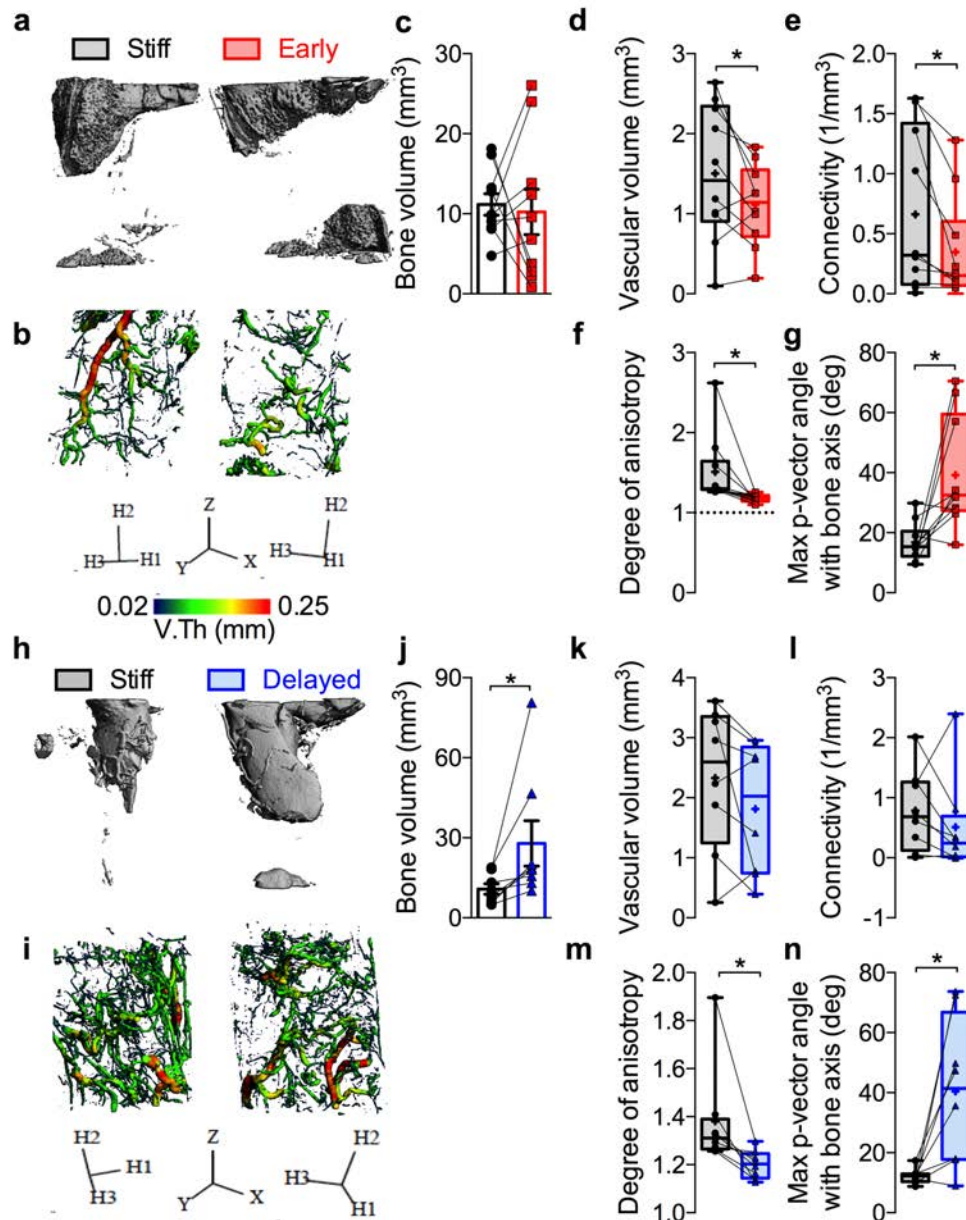 a
Stiff
Early
c
Bone volume (mm³)
30
20
10
0
d
Vascular volume (mm³)
3
2
1
0
*
e
Connectivity (1/mm³)
2.0
1.5
1.0
0.5
0.0
*
b
H2
H3
H1
Z
Y
X
H2
H3
H1
0.02
0.25
V.Th (mm)
f
Degree of anisotropy
3
2
1
0
*
g
Max p-vector angle
with bone axis (deg)
80
60
40
20
0
*
h
Stiff
Delayed
j
Bone volume (mm³)
90
60
30
0
*
k
Vascular volume (mm³)
4
3
2
1
0
l
Connectivity (1/mm³)
3
2
1
0
-1
i
H2
H1
H3
Z
Y
X
H2
H3
H1
m
Degree of anisotropy
2.0
1.8
1.6
1.4
1.2
1.0
*
n
Max p-vector angle
with bone axis (deg)
80
60
40
20
0
*